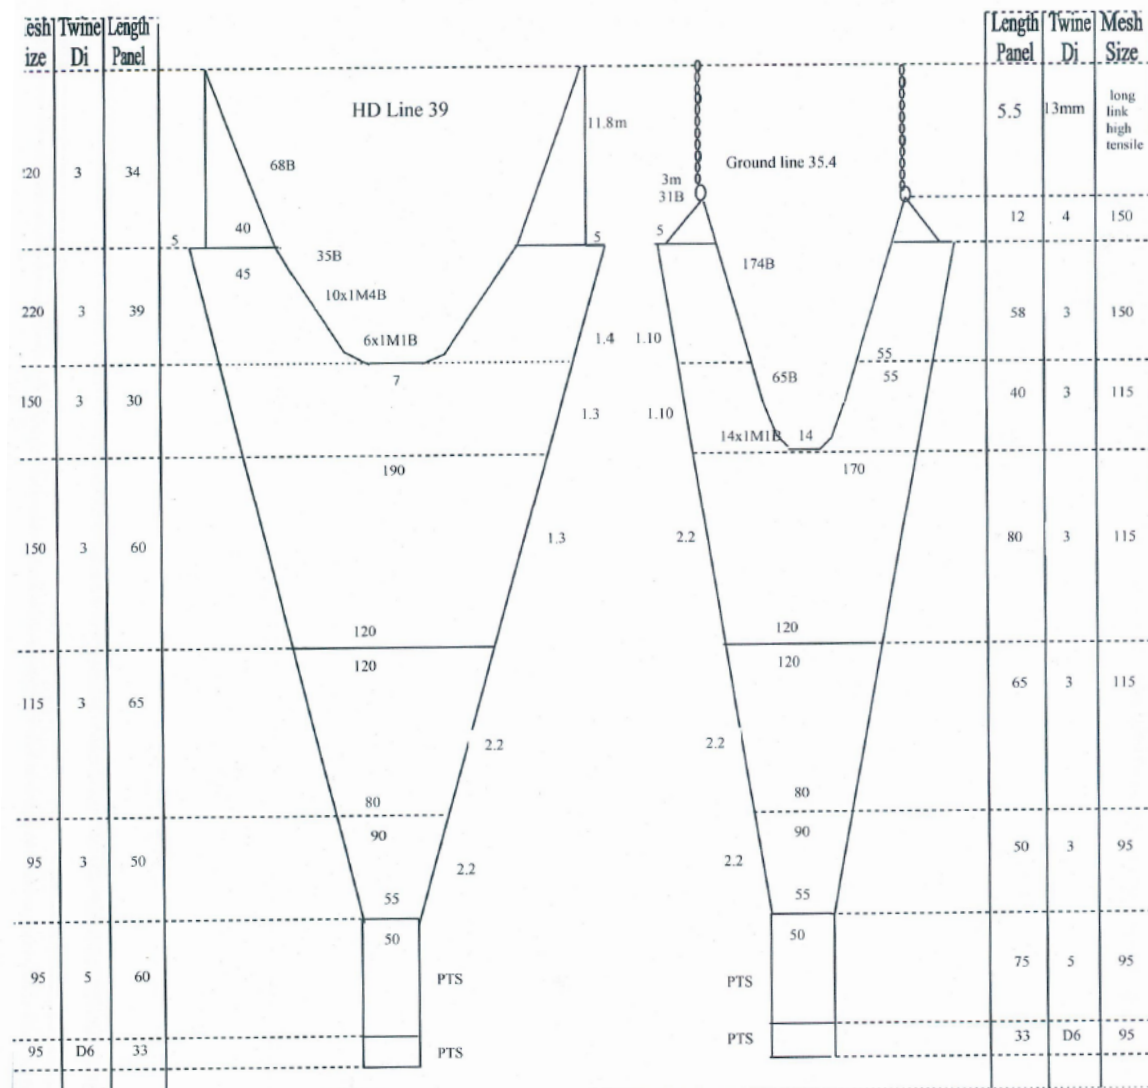 esh Twine Length
ize Di Panel
Length Twine Mesh
Panel Di Size
HD Line 39
11.8m
5.5 13mm long
link
high
tensile
68B
Ground line 35.4
20 3 34
3m
31B
12 4 150
40
5
5
5
45
35B
174B
10x1M4B
220 3 39
58 3 150
6x1M1B
1.4 1.10
55
7
65B
55
150 3 30
40 3 115
1.3 1.10
14x1M1B 14
190
170
150 3 60
1.3
2.2
80 3 115
120
120
120
120
115 3 65
65 3 115
2.2
2.2
80
80
90
90
95 3 50
2.2
2.2
50 3 95
55
55
50
50
95 5 60
PTS
PTS
75 5 95
95 D6 33
PTS
PTS
33 D6 95